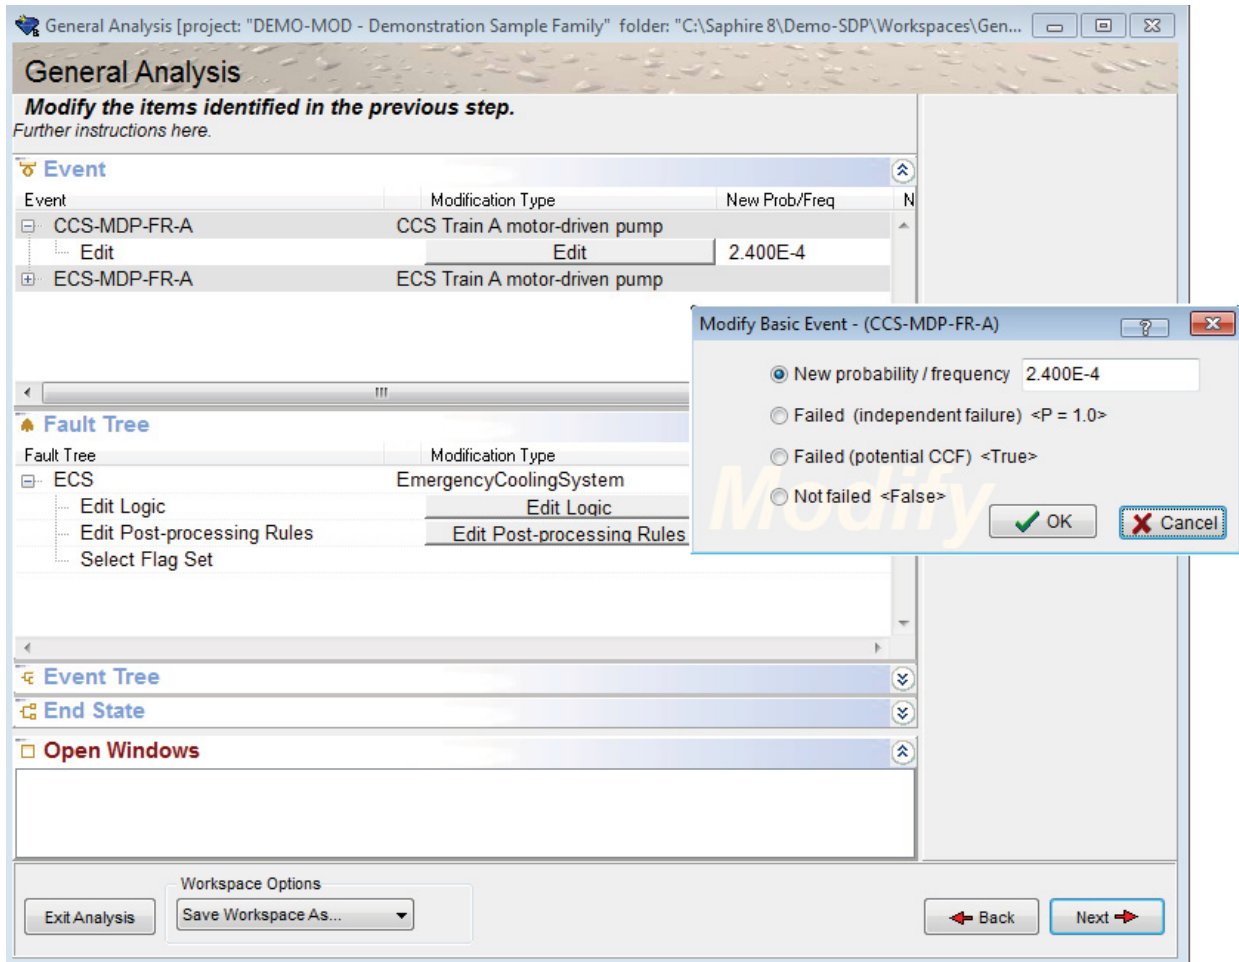 General Analysis [project: "DEMO-MOD - Demonstration Sample Family" folder: "C:\Saphire 8\Demo-SDP\Workspaces\Gen...
General Analysis
Modify the items identified in the previous step.
Further instructions here.
Event
Event Modification Type New Prob/Freq N
CCS-MDP-FR-A CCS Train A motor-driven pump
Edit Edit 2.400E-4
ECS-MDP-FR-A ECS Train A motor-driven pump
Modify Basic Event - (CCS-MDP-FR-A)
New probability / frequency 2.400E-4
Failed (independent failure) <P = 1.0>
Failed (potential CCF) <True>
Not failed <False>
Modify
OK Cancel
Fault Tree
Fault Tree Modification Type
ECS EmergencyCoolingSystem
Edit Logic Edit Logic
Edit Post-processing Rules Edit Post-processing Rules
Select Flag Set
Event Tree
End State
Open Windows
Workspace Options
Exit Analysis Save Workspace As... Back Next